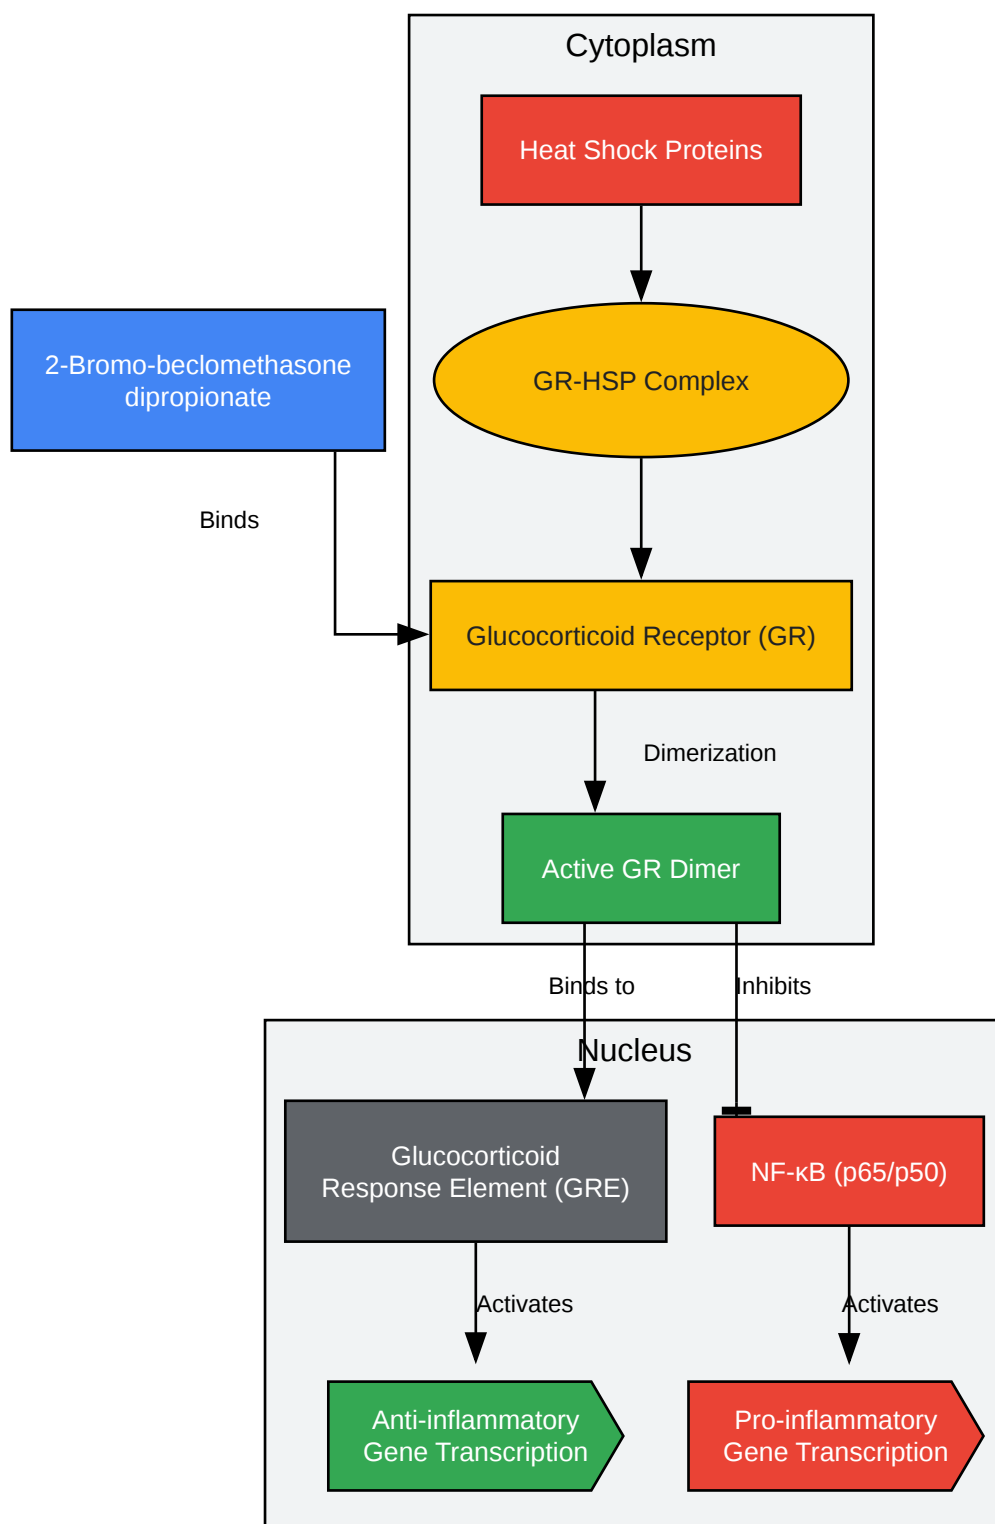 Cytoplasm
Heat Shock Proteins
2-Bromo-beclomethasone
dipropionate
GR-HSP Complex
Binds
Glucocorticoid Receptor (GR)
Dimerization
Active GR Dimer
Binds to
Inhibits
Nucleus
Glucocorticoid
Response Element (GRE)
NF-κB (p65/p50)
Activates
Activates
Anti-inflammatory
Gene Transcription
Pro-inflammatory
Gene Transcription